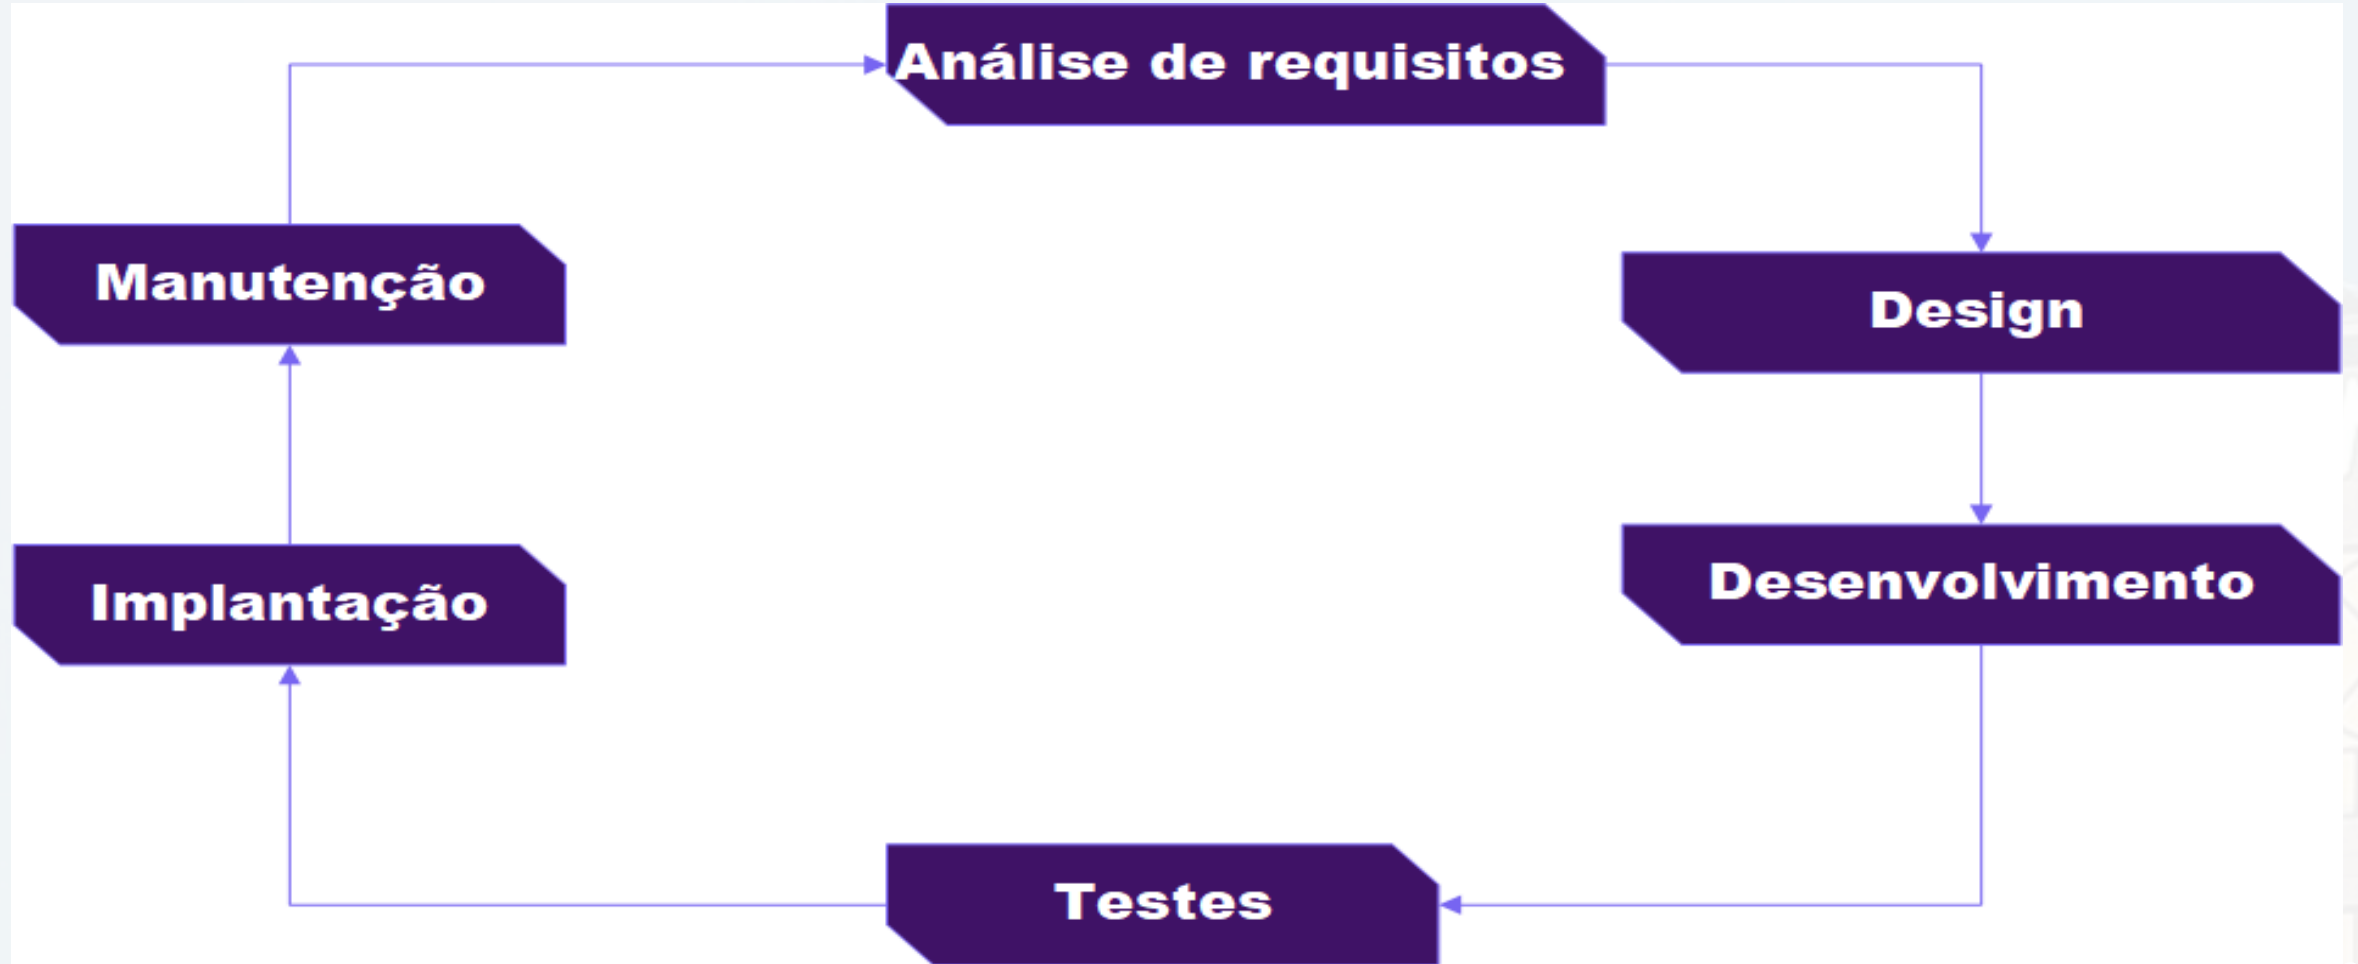 Análise de requisitos
Manutenção
Design
Desenvolvimento
Implantação
Testes